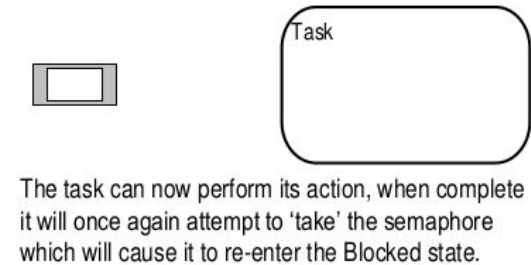 Task
The task can now perform its action, when complete
it will once again attempt to ‘take’ the semaphore
which will cause it to re-enter the Blocked state.